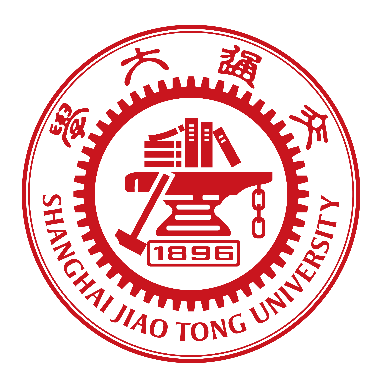 學大通交
1896
SHANGHAI JIAO TONG UNIVERSITY